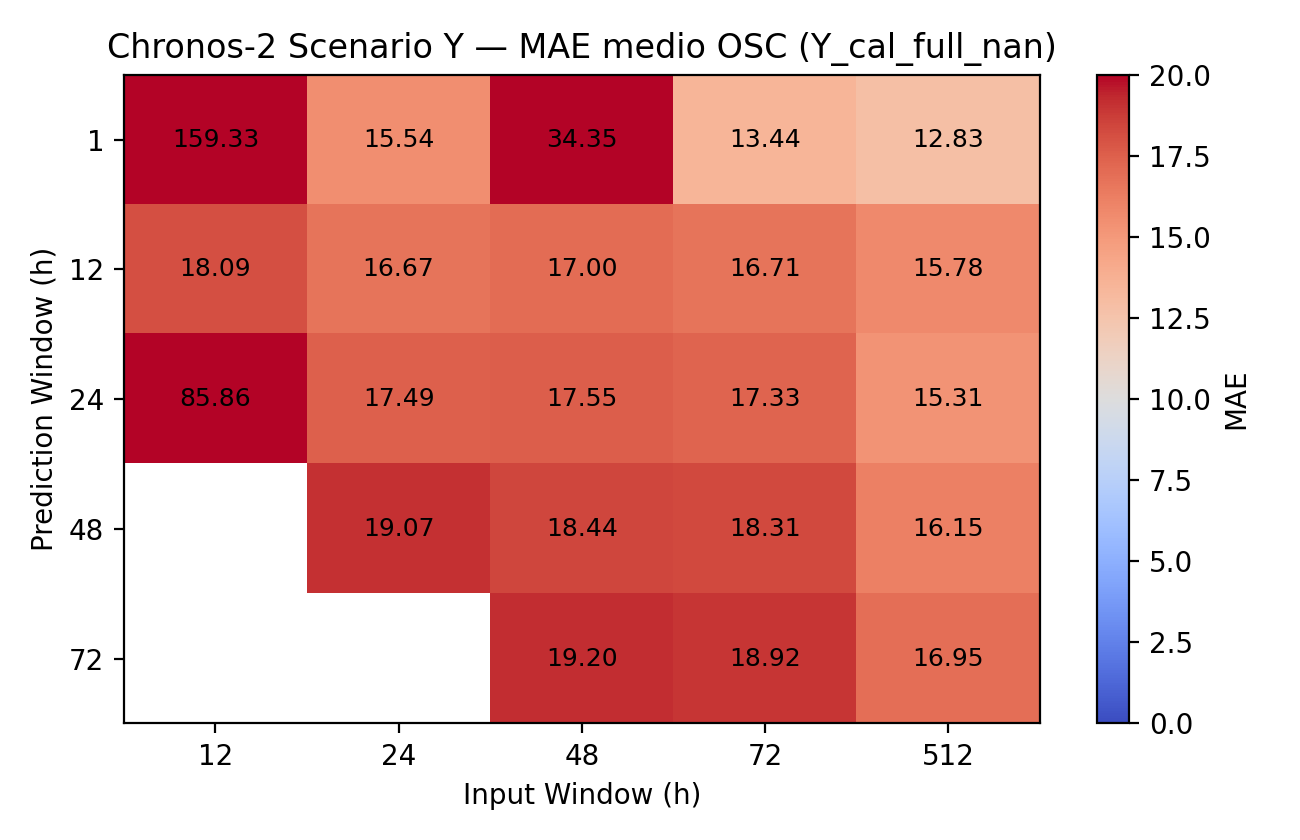 Chronos-2 Scenario Y — MAE medio OSC (Y_cal_full_nan)
Prediction Window (h)
1 159.33 15.54 34.35 13.44 12.83
12 18.09 16.67 17.00 16.71 15.78
24 85.86 17.49 17.55 17.33 15.31
48 19.07 18.44 18.31 16.15
72 19.20 18.92 16.95
12 24 48 72 512
Input Window (h)
20.0
17.5
15.0
12.5
10.0
7.5
5.0
2.5
0.0
MAE